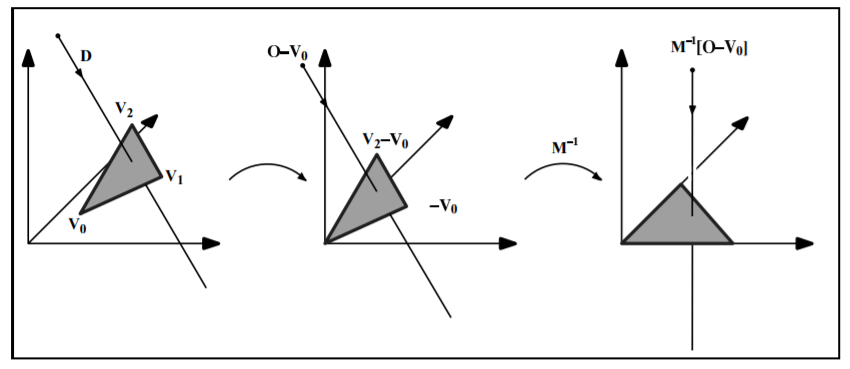 D
V₂
V₁
V₀
O–V₀
V₂–V₀
–V₀
M⁻¹
M⁻¹[O–V₀]